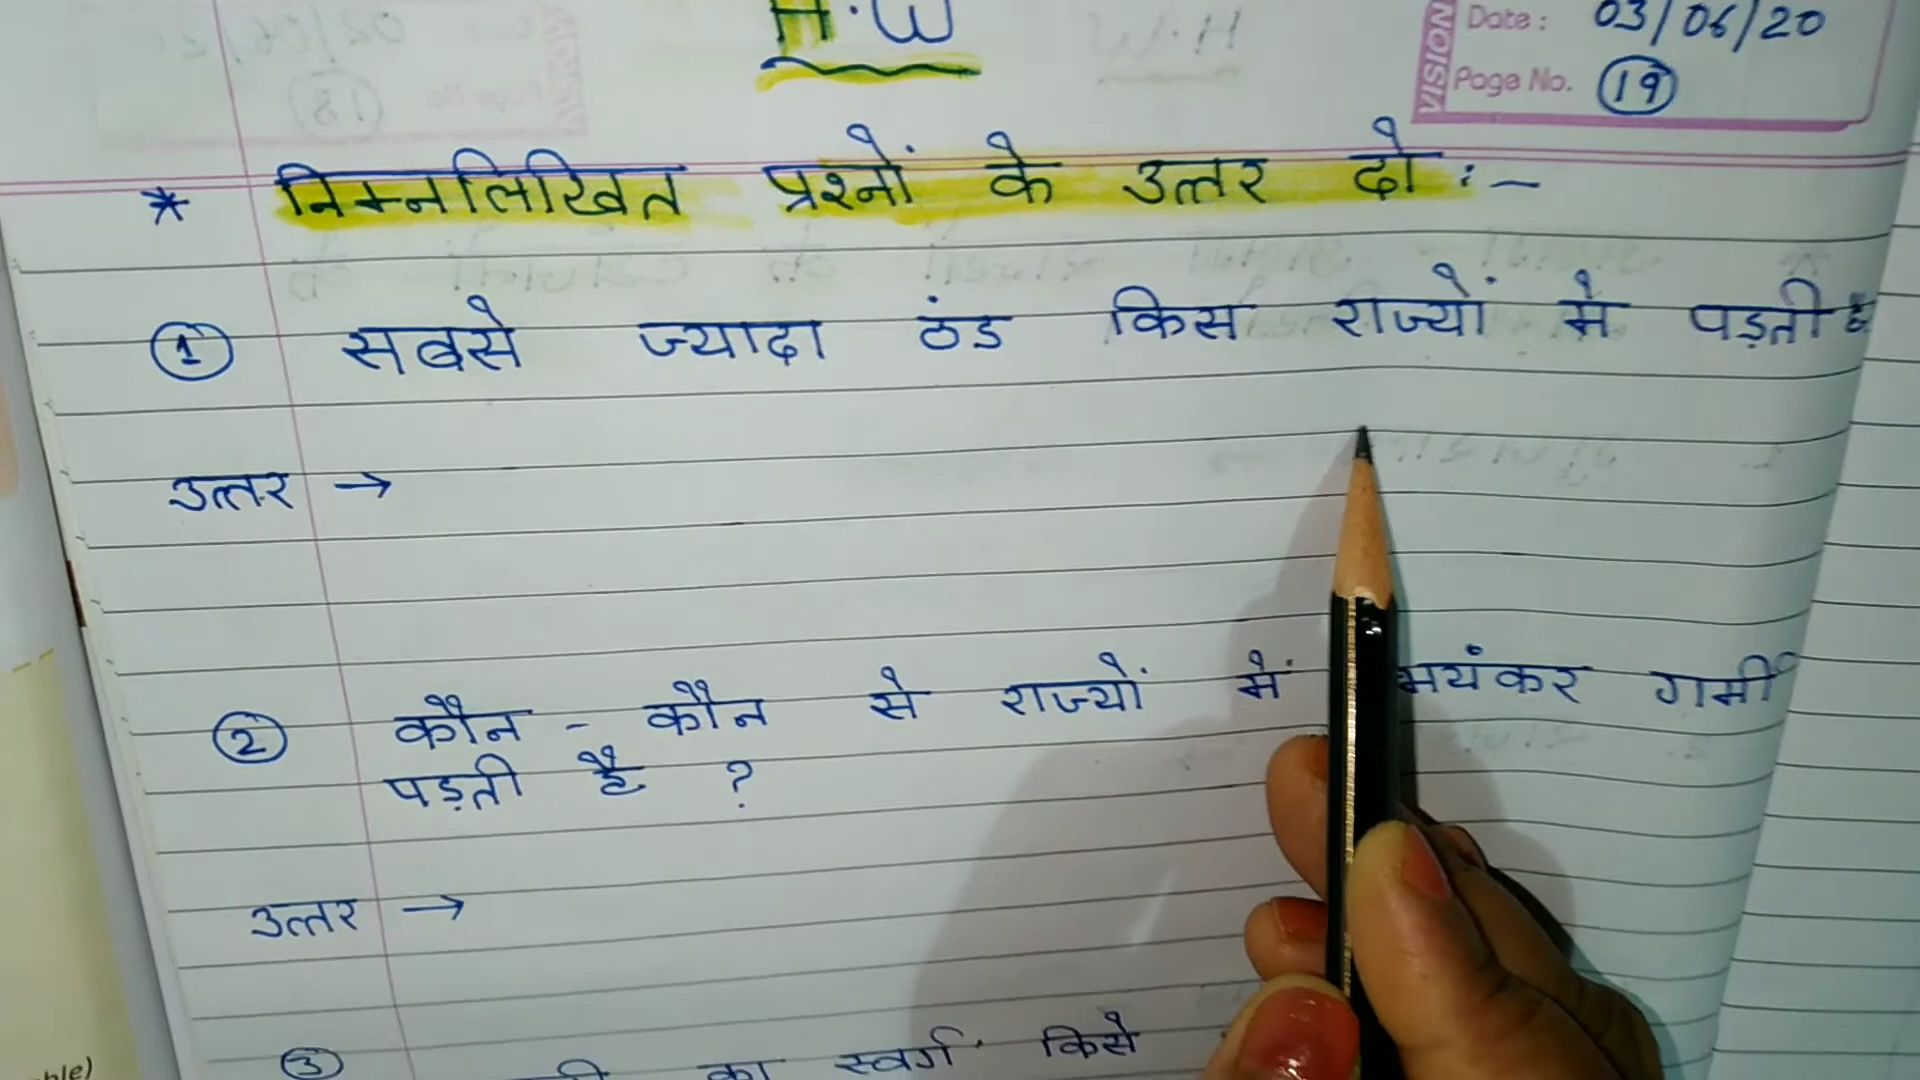 H.W
VISION
Date: 03/06/20
Page No. 19
* निम्नलिखित प्रश्नों के उत्तर दो :-
1 सबसे ज्यादा ठंड किस राज्यों मे पड़ती है
उत्तर →
2 कौन - कौन से राज्यों में भयंकर गर्मी
पड़ती है ?
उत्तर →
3 का स्वर्ग किसे